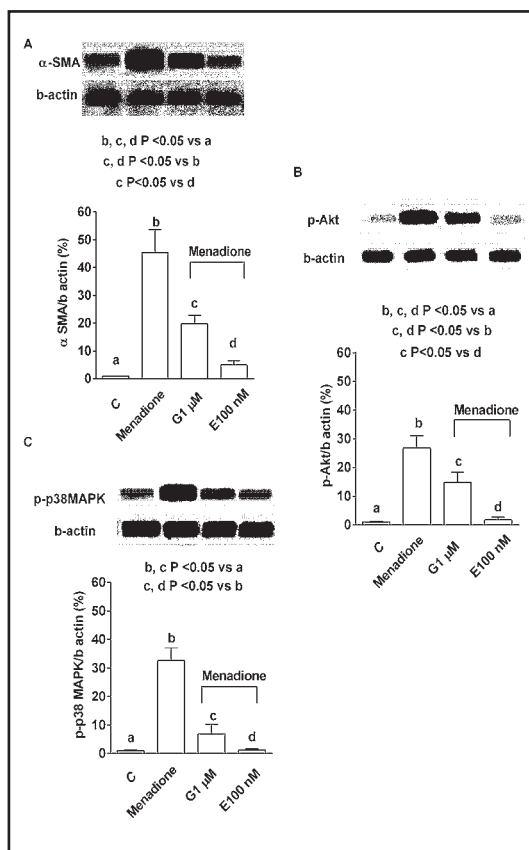 A
α-SMA
b-actin
b, c, d P <0.05 vs a
c, d P <0.05 vs b
c P<0.05 vs d
α SMA/b actin (%)
60
50
40
30
20
10
0
a
b
c
d
Menadione
C
Menadione
G1 µM
E100 nM
B
p-Akt
b-actin
b, c, d P <0.05 vs a
c, d P <0.05 vs b
c P<0.05 vs d
p-Akt/b actin (%)
60
50
40
30
20
10
0
a
b
c
d
Menadione
C
Menadione
G1 µM
E100 nM
C
p-p38MAPK
b-actin
b, c P <0.05 vs a
c, d P <0.05 vs b
p-p38 MAPK/b actin (%)
60
50
40
30
20
10
0
a
b
c
d
Menadione
C
Menadione
G1 µM
E100 nM